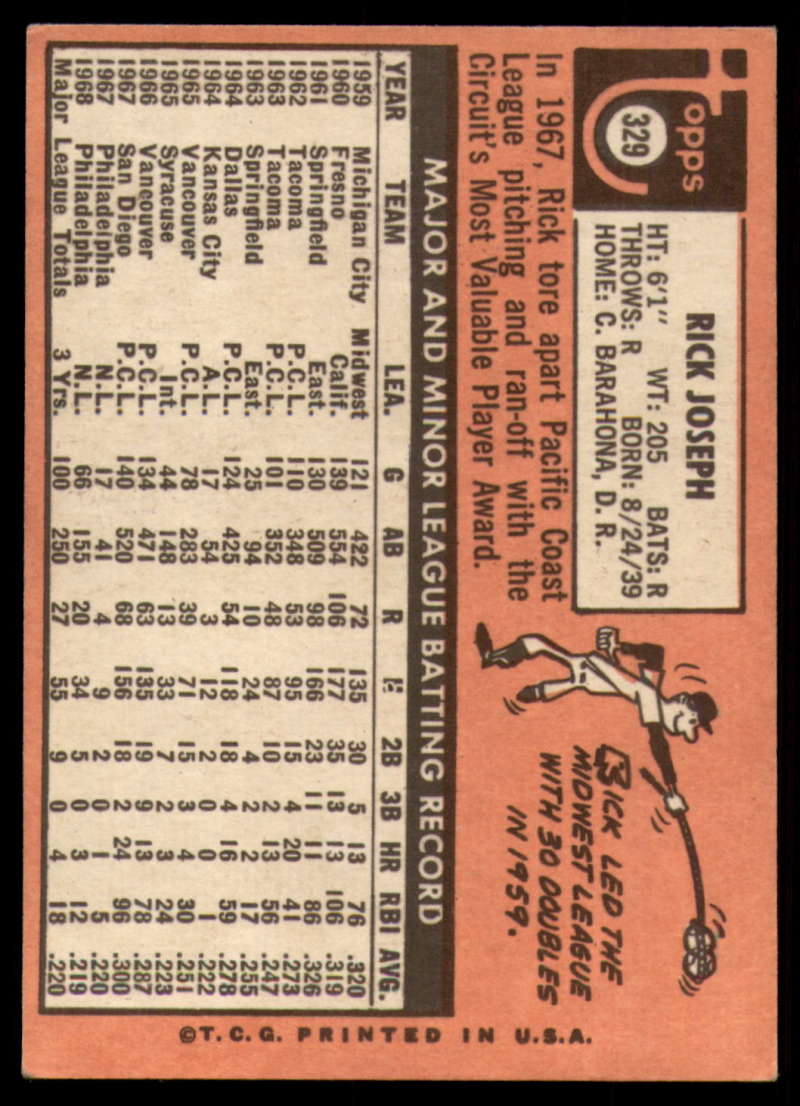 Topps
329
RICK JOSEPH
HT: 6'1" WT: 205 BATS: R
THROWS: R BORN: 8/24/39
HOME: C. BARAHONA, D. R.
In 1967, Rick tore apart Pacific Coast
League pitching and ran-off with the
Circuit's Most Valuable Player Award.
RICK LED THE
MIDWEST LEAGUE
WITH 30 DOUBLES
IN 1959.
MAJOR AND MINOR LEAGUE BATTING RECORD
YEAR TEAM LEA. G AB R H 2B 3B HR RBI AVG.
1959 Michigan City Midwest 121 422 72 135 30 5 13 76 .320
1960 Fresno Calif. 139 554 106 177 35 13 13 106 .319
1961 Springfield East. 130 509 98 166 23 11 11 86 .326
1962 Tacoma P.C.L. 110 348 53 95 15 4 20 41 .273
1963 Tacoma P.C.L. 101 352 48 87 10 2 13 56 .247
1963 Springfield East. 25 94 10 24 4 2 2 17 .255
1964 Dallas P.C.L. 124 425 54 118 18 4 16 59 .278
1964 Kansas City A.L. 17 54 3 12 2 0 0 1 .222
1965 Vancouver P.C.L. 78 283 39 71 15 3 4 30 .251
1965 Syracuse Int. 44 148 13 33 7 2 3 24 .223
1966 Vancouver P.C.L. 134 471 63 135 19 9 13 78 .287
1967 San Diego P.C.L. 140 520 68 156 18 2 24 96 .300
1967 Philadelphia N.L. 17 41 4 9 2 0 1 5 .220
1968 Philadelphia N.L. 66 155 20 34 5 0 3 12 .219
Major League Totals 3 Yrs. 100 250 27 55 9 0 4 18 .220
©T.C.G. PRINTED IN U.S.A.